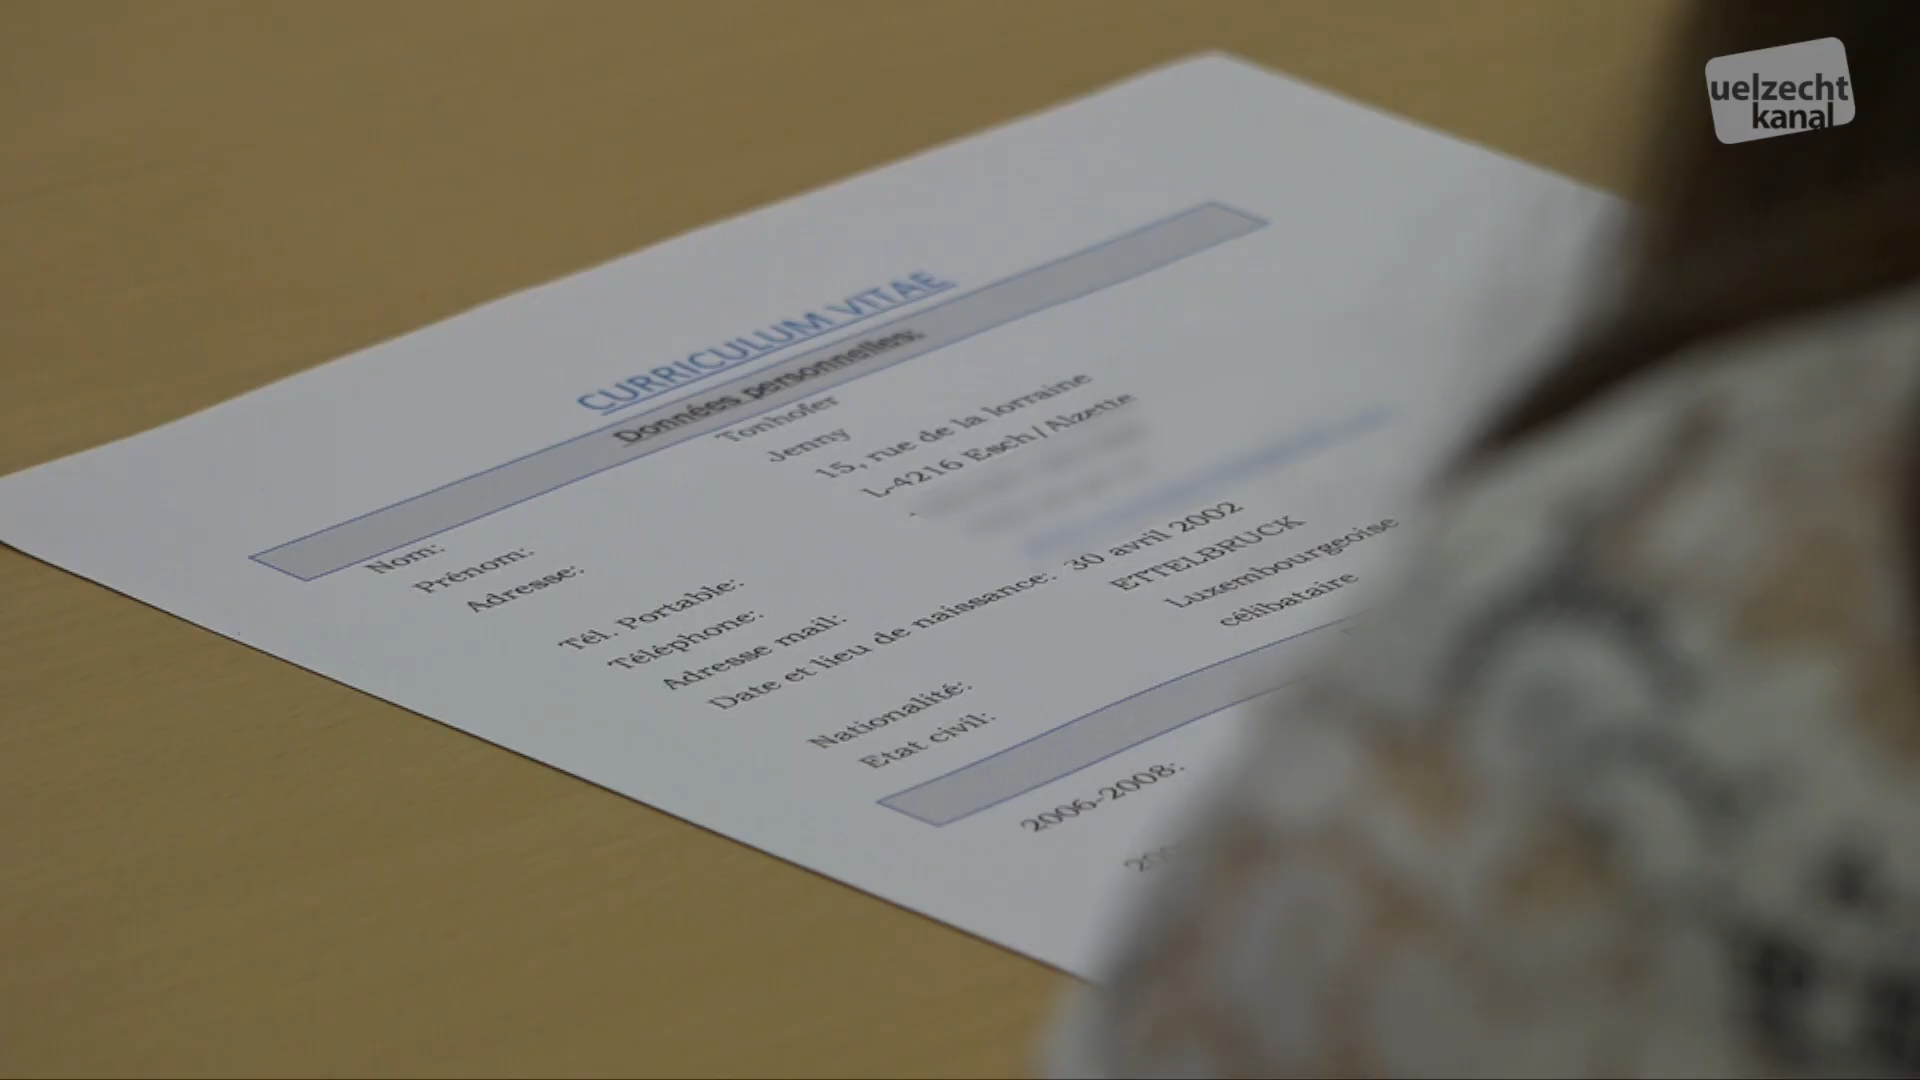 uelzecht
kanal
CURRICULUM VITAE
Données personnelles:
Nom: Tonhofer
Prénom: Jenny
Adresse: 15, rue de la lorraine
L-4216 Esch/Alzette
Tél. Portable:
Téléphone:
Adresse mail:
Date et lieu de naissance: 30 avril 2002
ETTELBRUCK
Nationalité: Luxembourgeoise
Etat civil: célibataire
2006-2008: